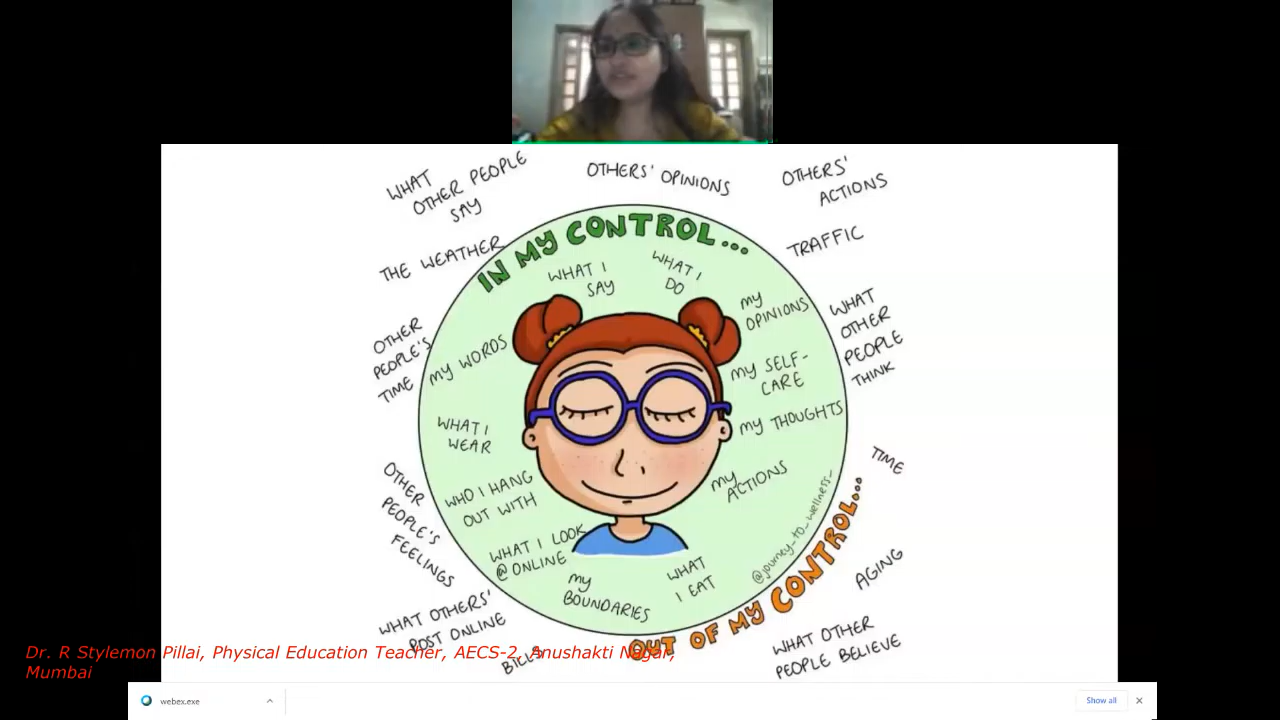 WHAT
OTHER PEOPLE
SAY
OTHERS' OPINIONS
OTHERS'
ACTIONS
THE WEATHER
TRAFFIC
IN MY CONTROL...
WHAT I
SAY
WHAT I
DO
my
OPINIONS
WHAT
OTHER
PEOPLE
THINK
OTHER
PEOPLE'S
TIME
my WORDS
my SELF-
CARE
WHAT I
WEAR
my THOUGHTS
OTHER
PEOPLE'S
FEELINGS
WHO I HANG
OUT WITH
my
ACTIONS
TIME
WHAT I LOOK
@ ONLINE
my
BOUNDARIES
WHAT
I EAT
@journey_to_wellness_
OUT OF MY CONTROL...
AGING
WHAT OTHERS'
POST ONLINE
BILLS
WHAT OTHER
PEOPLE BELIEVE
Dr. R Stylemon Pillai, Physical Education Teacher, AECS-2, Anushakti Nagar,
Mumbai
webex.exe
Show all